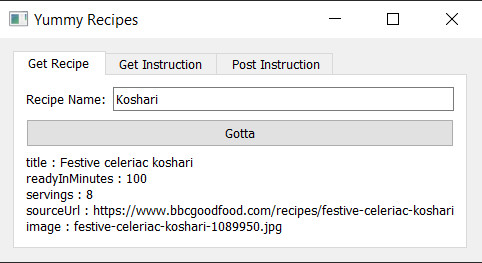 Yummy Recipes
Get Recipe Get Instruction Post Instruction
Recipe Name: Koshari
Gotta
title : Festive celeriac koshari
readyInMinutes : 100
servings : 8
sourceUrl : https://www.bbcgoodfood.com/recipes/festive-celeriac-koshari
image : festive-celeriac-koshari-1089950.jpg